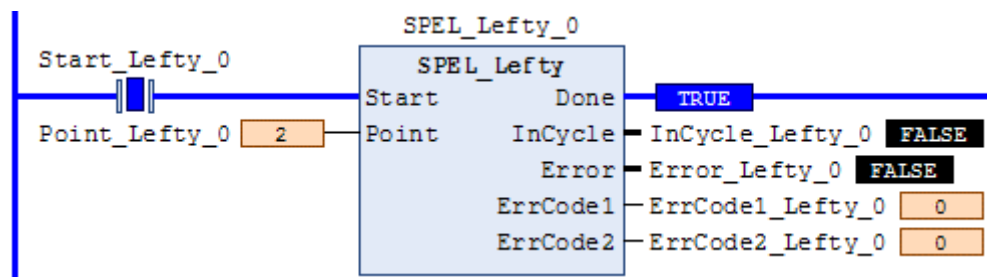 SPEL_Lefty_0
Start_Lefty_0 SPEL_Lefty
Start Done TRUE
Point_Lefty_0 2 Point InCycle InCycle_Lefty_0 FALSE
Error Error_Lefty_0 FALSE
ErrCode1 ErrCode1_Lefty_0 0
ErrCode2 ErrCode2_Lefty_0 0